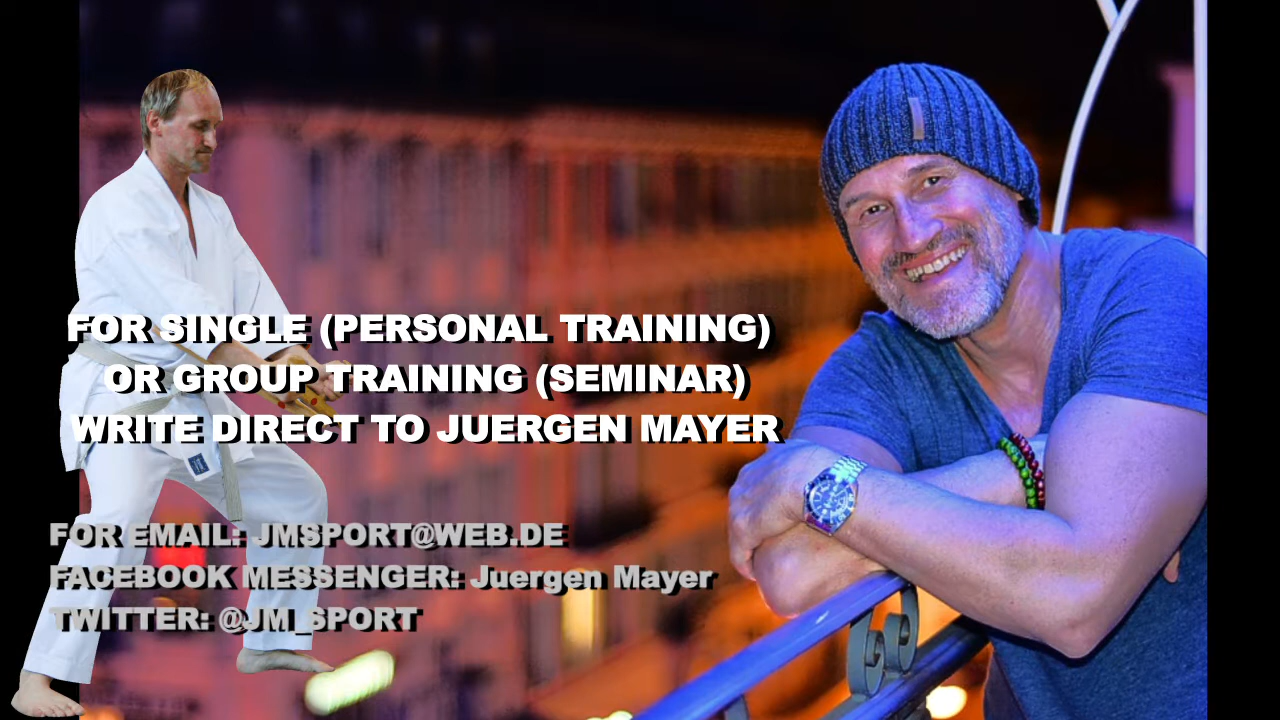 FOR SINGLE (PERSONAL TRAINING)
OR GROUP TRAINING (SEMINAR)
WRITE DIRECT TO JUERGEN MAYER
FOR EMAIL: JMSPORT@WEB.DE
FACEBOOK MESSENGER: Juergen Mayer
TWITTER: @JM_SPORT